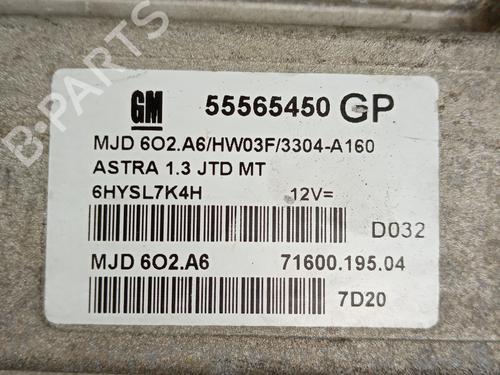 B-PARTS
GM 55565450 GP
MJD 6O2.A6/HW03F/3304-A160
ASTRA 1.3 JTD MT
6HYSL7K4H 12V=
D032
MJD 6O2.A6 71600.195.04
7D20